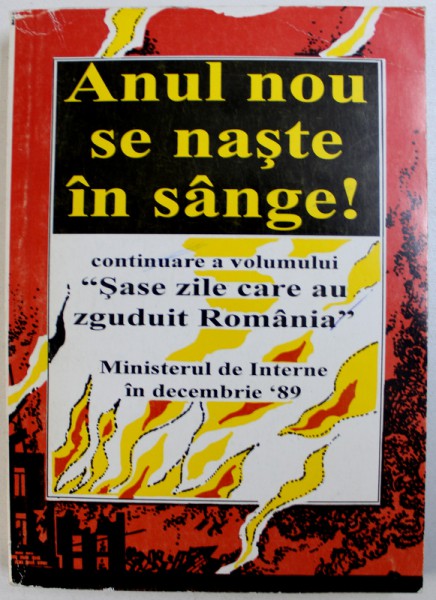 Anul nou
se naşte
în sânge!
continuare a volumului
“Şase zile care au
zguduit România”
Ministerul de Interne
în decembrie ‘89